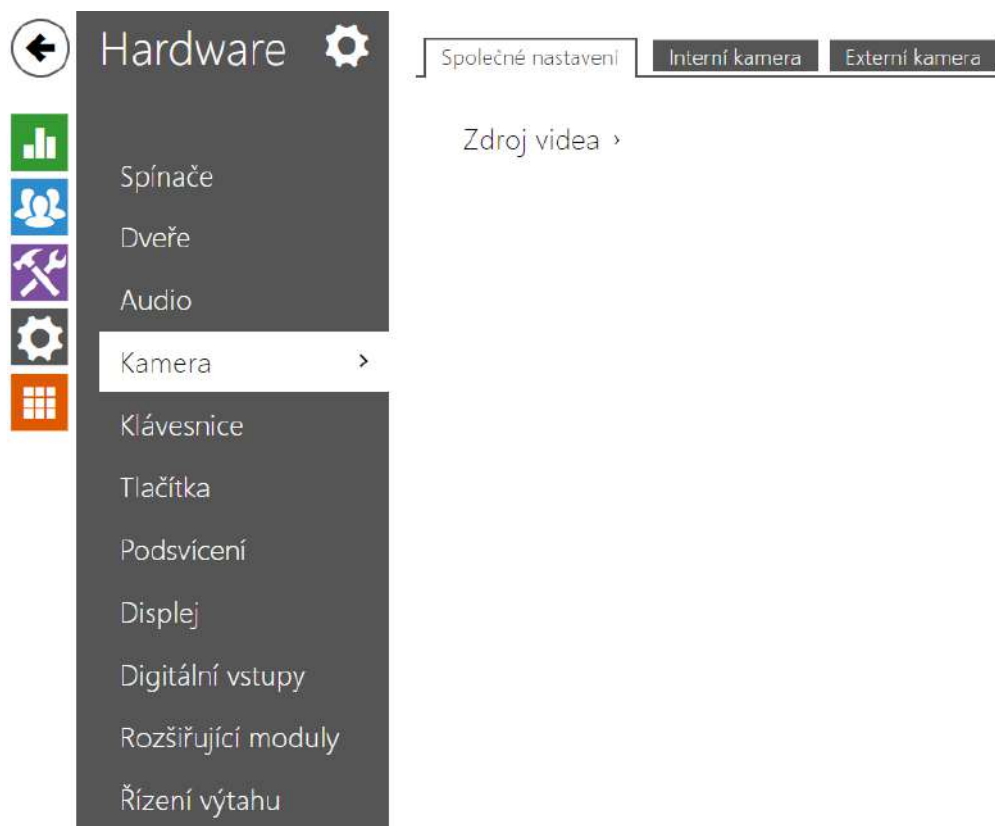 Hardware
Spínače
Dveře
Audio
Kamera
Klávesnice
Tlačítka
Podsvícení
Displej
Digitální vstupy
Rozšiřující moduly
Řízení výtahu
Společné nastavení
Interní kamera
Externí kamera
Zdroj videa ›